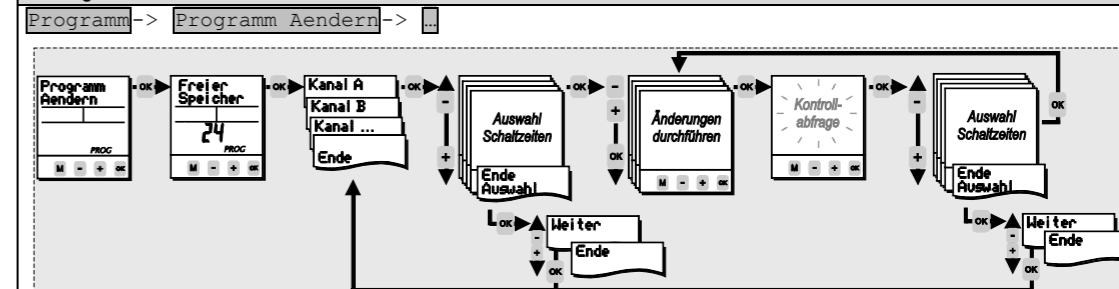 Programm-> Programm Aendern-> …
Programm
Aendern
PROG
M - + OK
OK
Freier
Speicher
24
PROG
M - + OK
OK
Kanal A
Kanal B
Kanal ...
Ende
OK
-
+
Auswahl
Schaltzeiten
Ende
Auswahl
OK
-
+
OK
Änderungen
durchführen
M - + OK
OK
Kontroll-
abfrage
M - + OK
OK
-
+
Auswahl
Schaltzeiten
Ende
Auswahl
OK
OK
-
+
OK
Weiter
Ende
OK
-
+
OK
Weiter
Ende